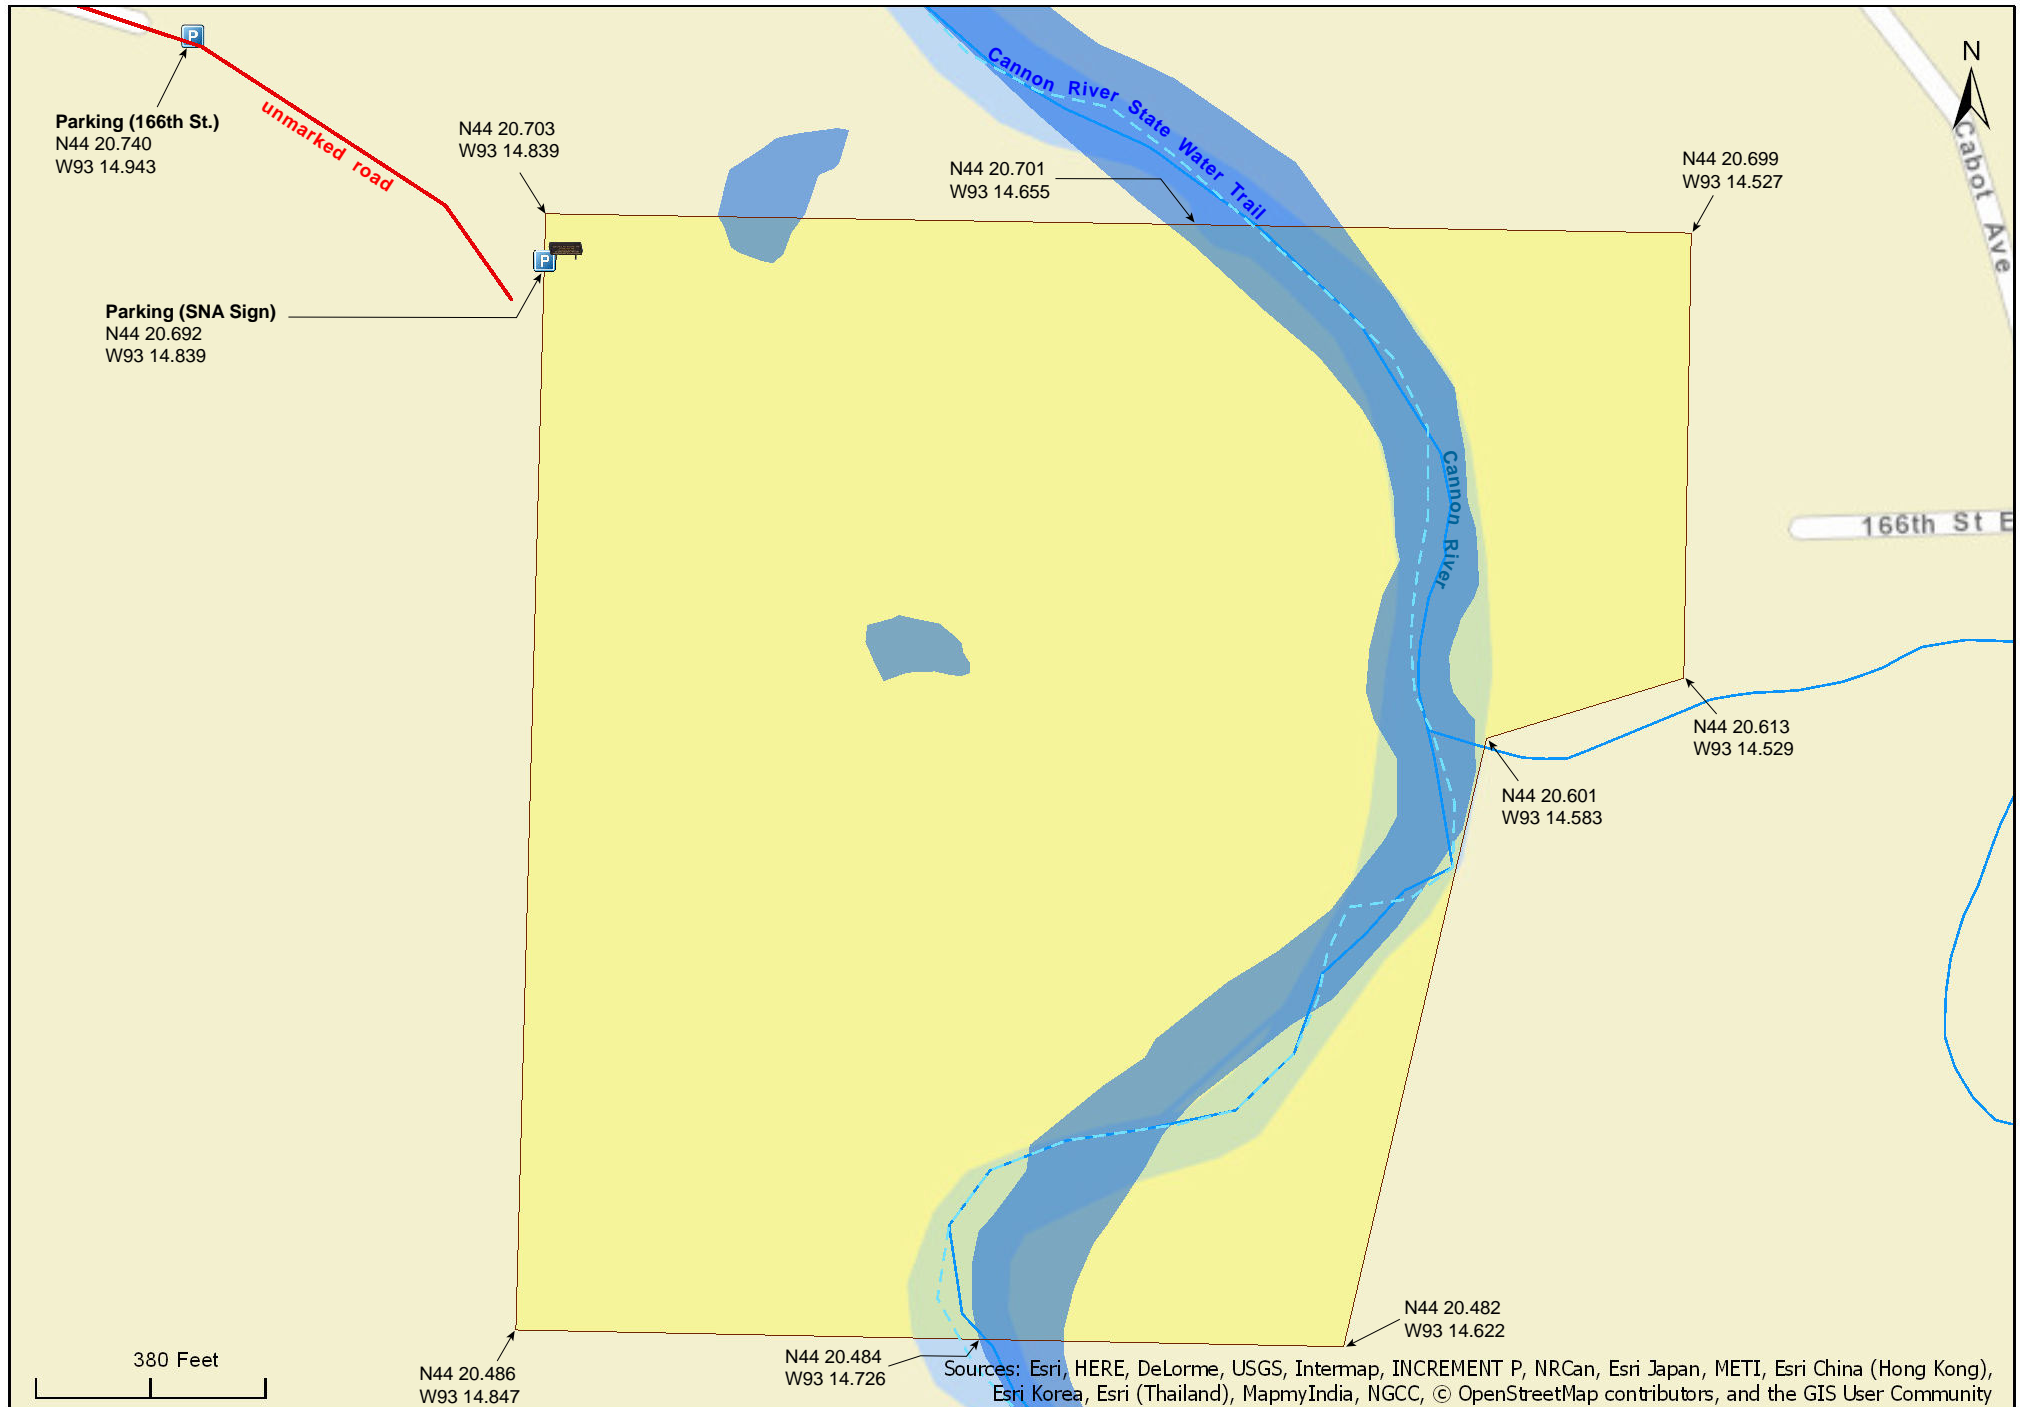 P
N
Cannon River State Water Trail
Parking (166th St.)
N44 20.740
W93 14.943
unmarked road
N44 20.703
W93 14.839
N44 20.701
W93 14.655
N44 20.699
W93 14.527
Cabot Ave
P
Parking (SNA Sign)
N44 20.692
W93 14.839
Cannon River
166th St E
N44 20.613
W93 14.529
N44 20.601
W93 14.583
N44 20.482
W93 14.622
N44 20.484
W93 14.726
N44 20.486
W93 14.847
380 Feet
Sources: Esri, HERE, DeLorme, USGS, Intermap, INCREMENT P, NRCan, Esri Japan, METI, Esri China (Hong Kong),
Esri Korea, Esri (Thailand), MapmyIndia, NGCC, © OpenStreetMap contributors, and the GIS User Community